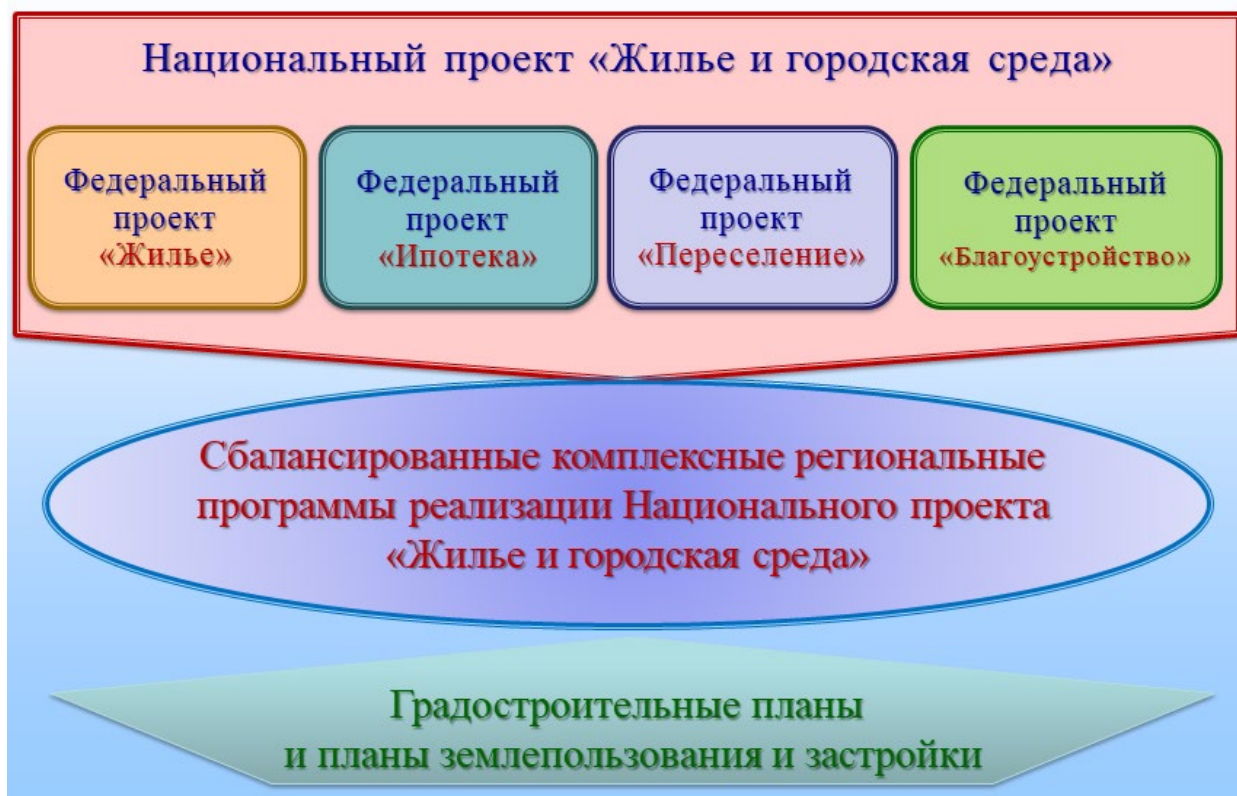 Национальный проект «Жилье и городская среда»
Федеральный
проект
«Жилье»
Федеральный
проект
«Ипотека»
Федеральный
проект
«Переселение»
Федеральный
проект
«Благоустройство»
Сбалансированные комплексные региональные
программы реализации Национального проекта
«Жилье и городская среда»
Градостроительные планы
и планы землепользования и застройки